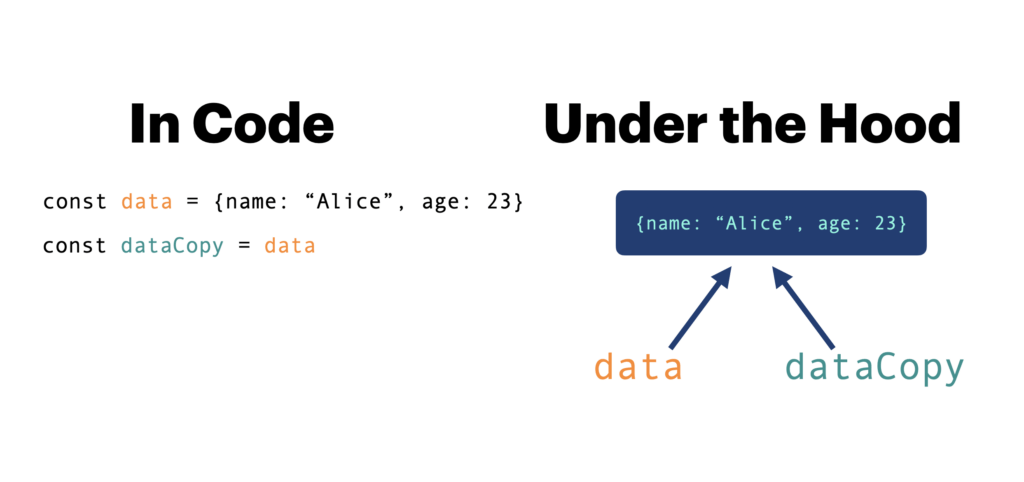 In Code
const data = {name: “Alice”, age: 23}
const dataCopy = data
Under the Hood
{name: “Alice”, age: 23}
data
dataCopy